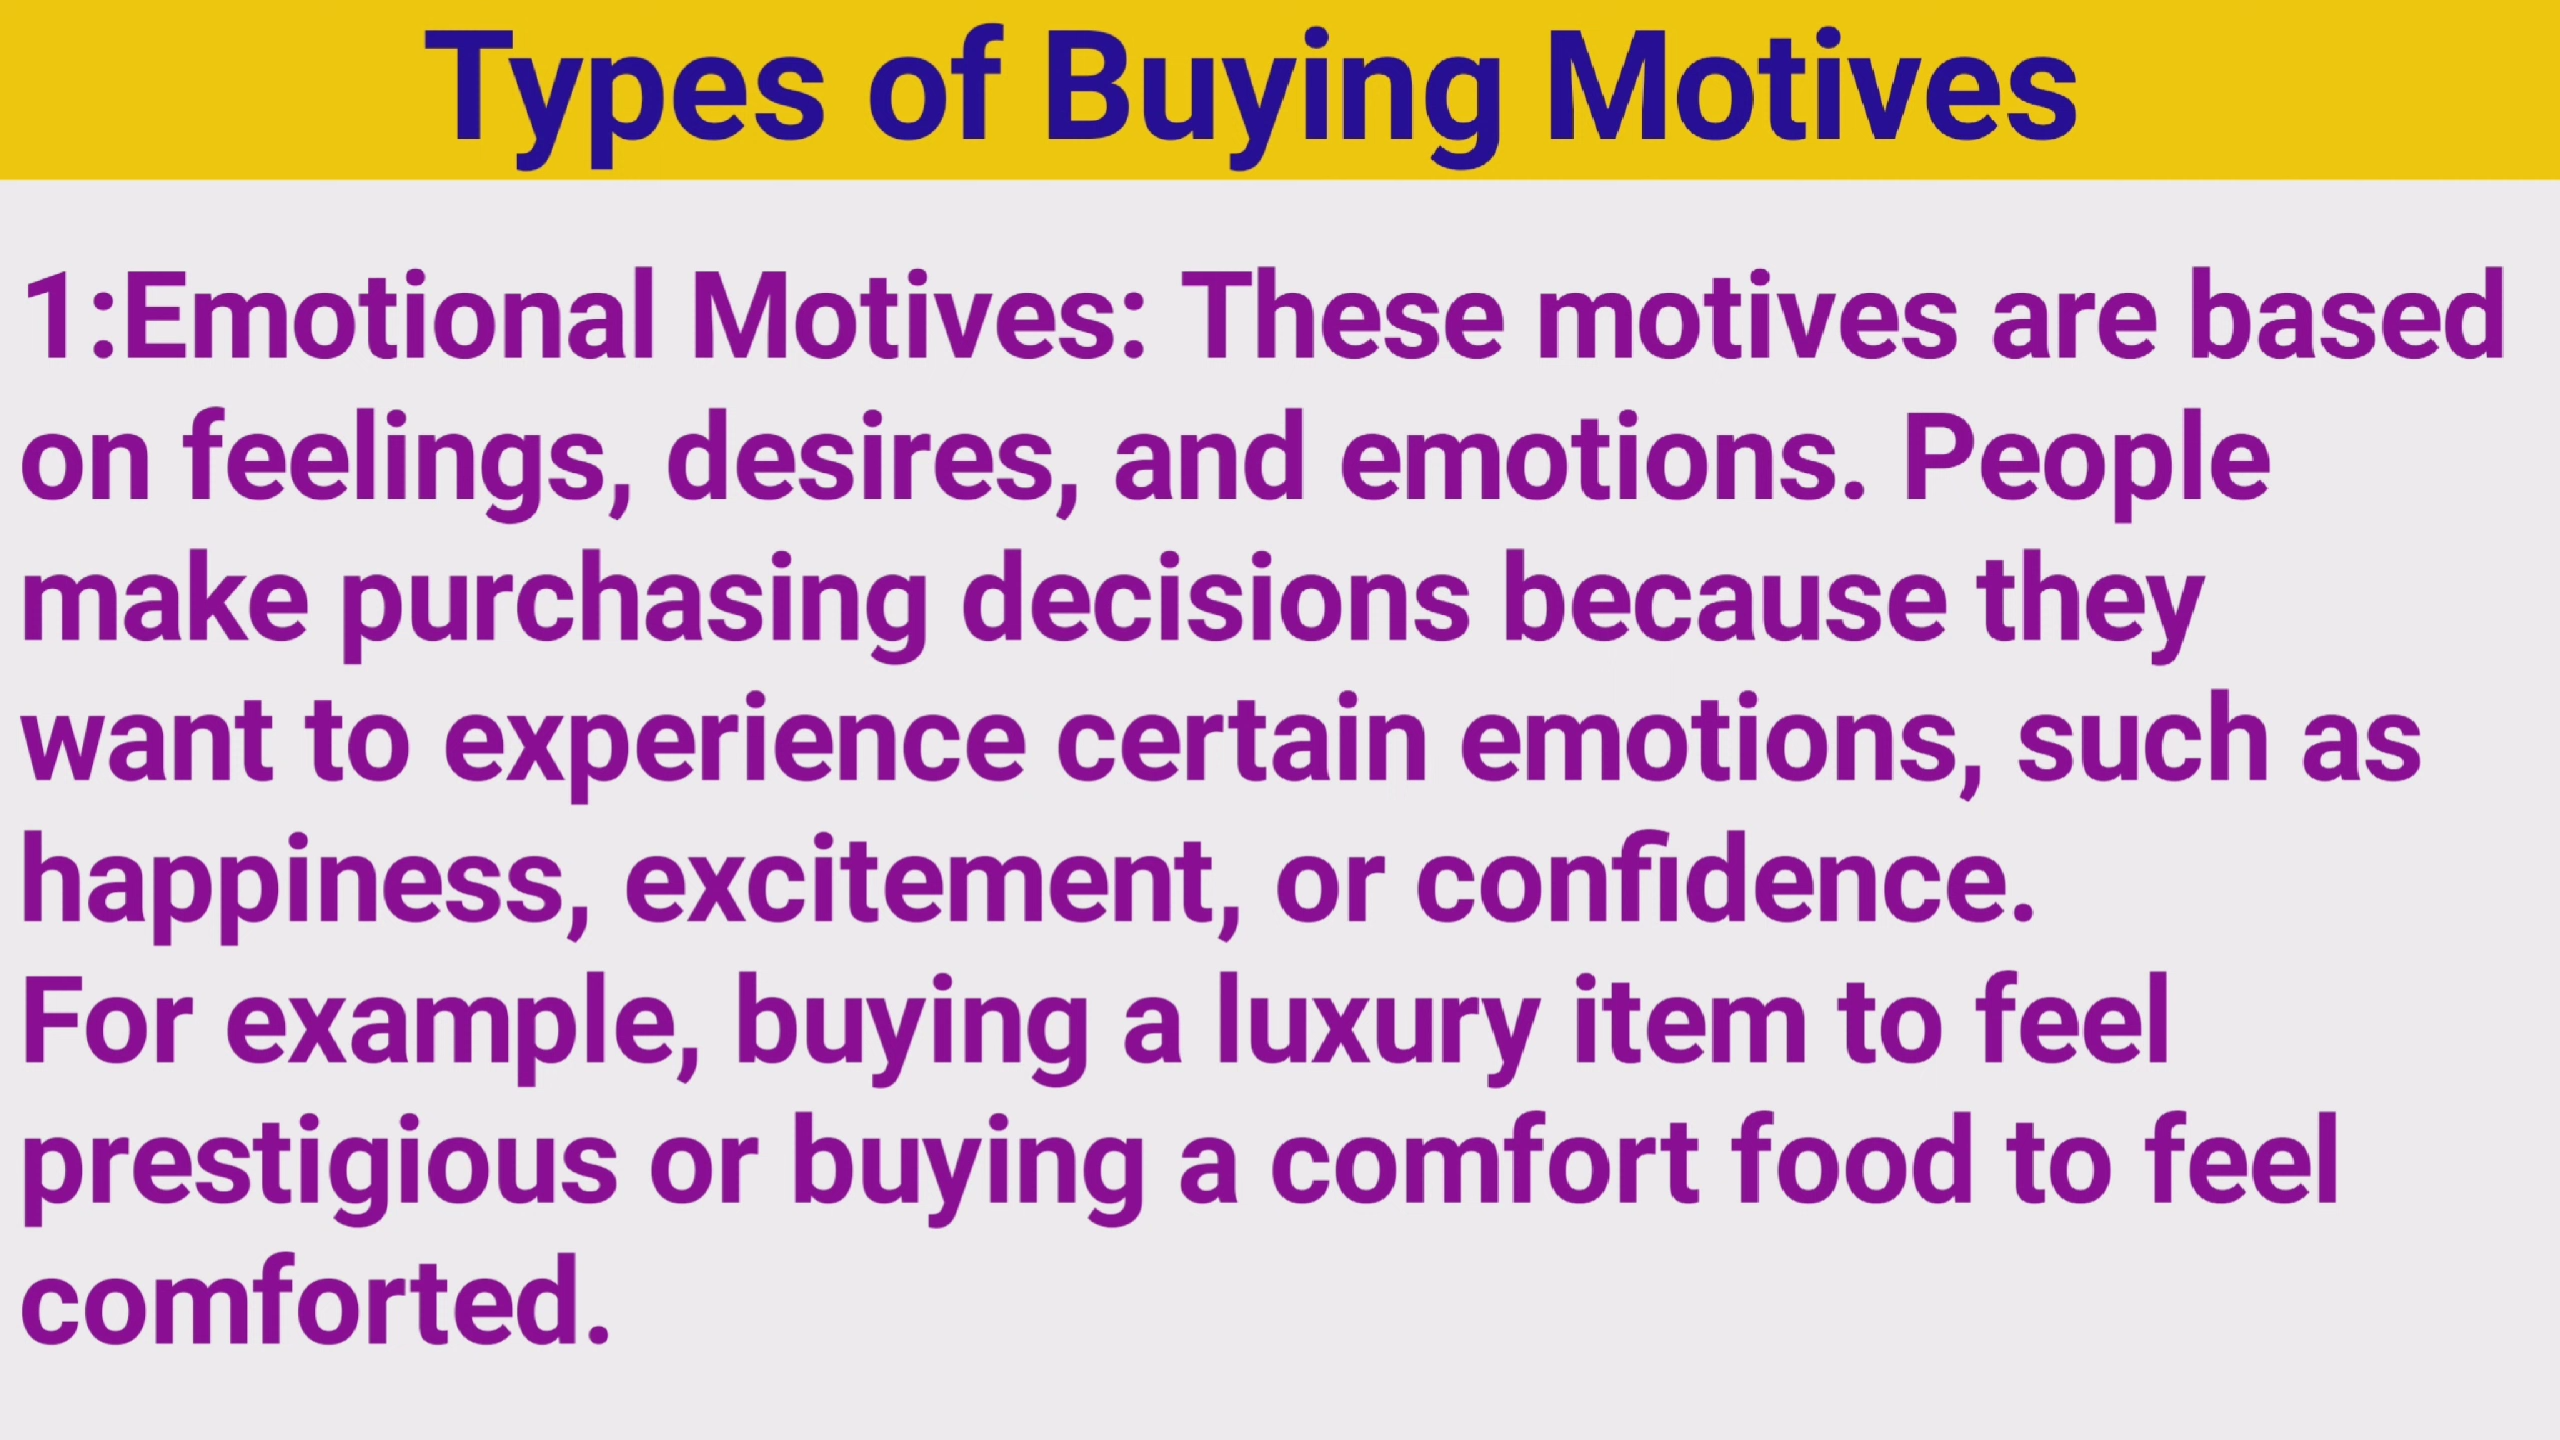 Types of Buying Motives
1:Emotional Motives: These motives are based
on feelings, desires, and emotions. People
make purchasing decisions because they
want to experience certain emotions, such as
happiness, excitement, or confidence.
For example, buying a luxury item to feel
prestigious or buying a comfort food to feel
comforted.